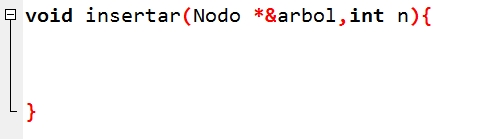 void insertar(Nodo *&arbol,int n){
}